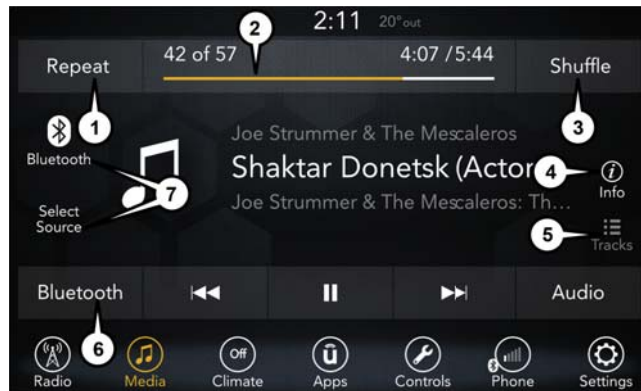 2:11 20°out
2
Repeat
42 of 57 4:07 / 5:44
Shuffle
1
3
Bluetooth
Joe Strummer & The Mescaleros
Shaktar Donetsk (Actor
4
Info
7
Select
Source
Joe Strummer & The Mescaleros: Th...
5
Tracks
Bluetooth
Audio
6
Radio
Media
Off
Climate
ū
Apps
Controls
Phone
Settings